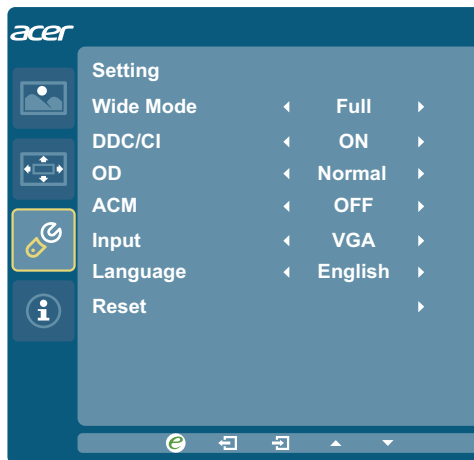 acer
Setting
Wide Mode Full
DDC/CI ON
OD Normal
ACM OFF
Input VGA
Language English
Reset
i
e